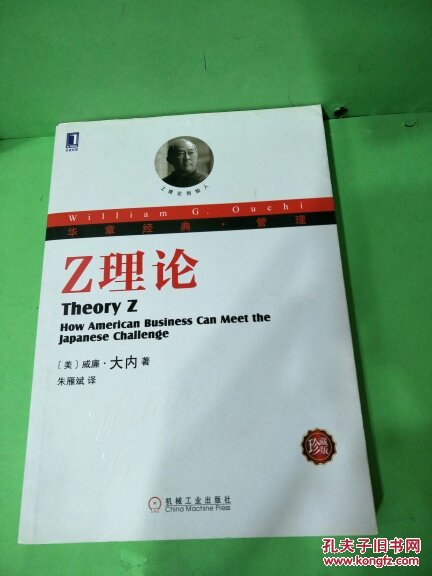 Z理论创始人
William G. Ouchi
华章经典·管理
Z理论
Theory Z
How American Business Can Meet the
Japanese Challenge
〔美〕威廉·大内 著
朱雁斌 译
珍藏版
机械工业出版社
China Machine Press
孔夫子旧书网
www.kongfz.com